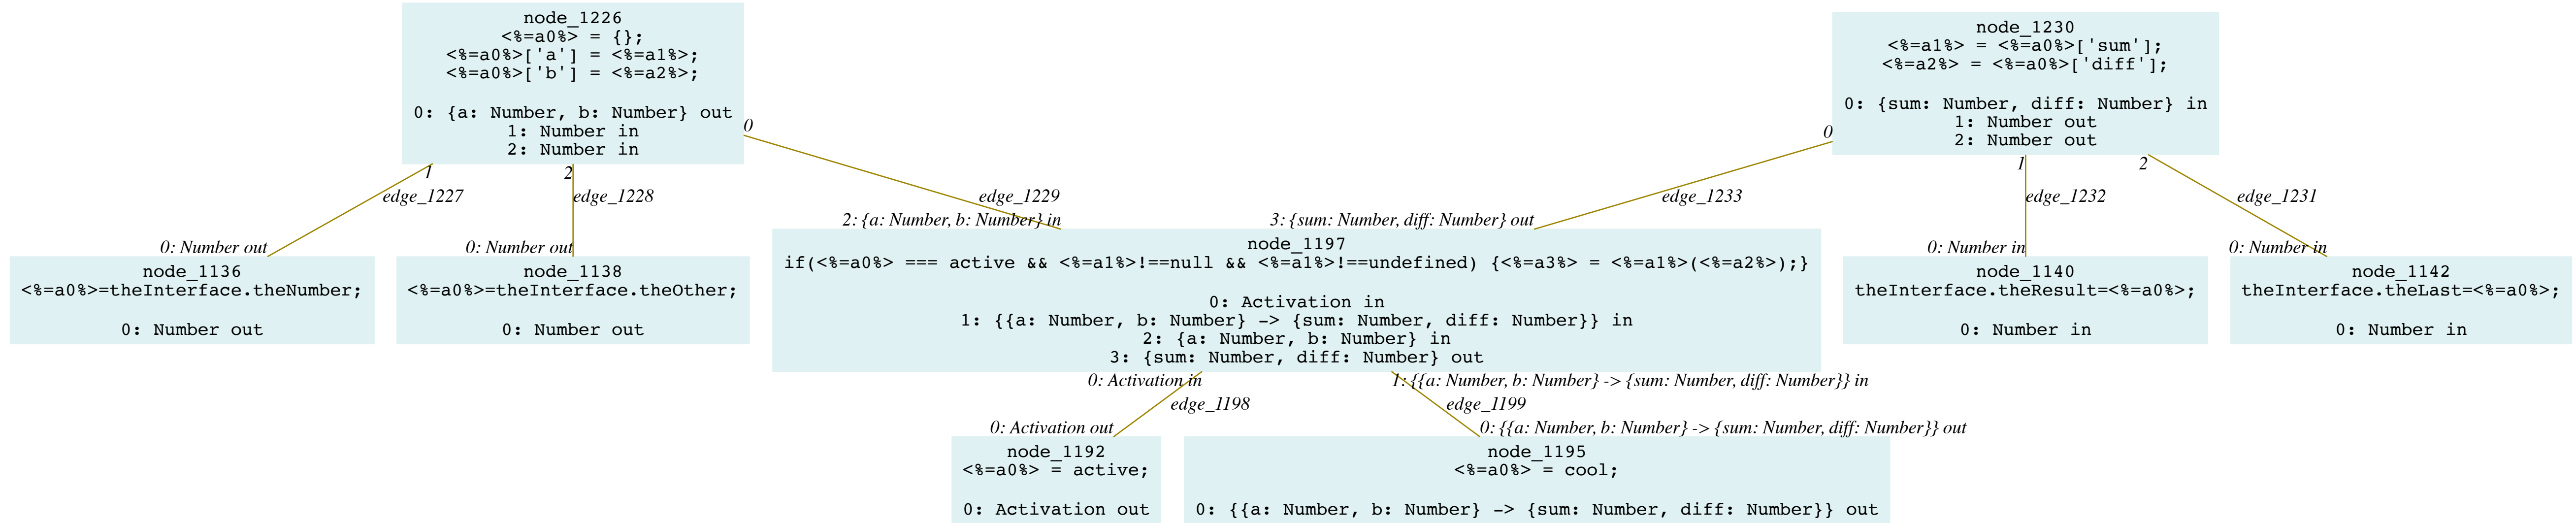 node_1226
<%=a0%> = {};
<%=a0%>['a'] = <%=a1%>;
<%=a0%>['b'] = <%=a2%>;
0: {a: Number, b: Number} out
1: Number in
2: Number in
node_1230
<%=a1%> = <%=a0%>['sum'];
<%=a2%> = <%=a0%>['diff'];
0: {sum: Number, diff: Number} in
1: Number out
2: Number out
0
0
1
2
1
2
edge_1227
edge_1228
edge_1229
edge_1233
edge_1232
edge_1231
0: Number out
0: Number out
2: {a: Number, b: Number} in
3: {sum: Number, diff: Number} out
0: Number in
0: Number in
node_1136
<%=a0%>=theInterface.theNumber;
0: Number out
node_1138
<%=a0%>=theInterface.theOther;
0: Number out
node_1197
if(<%=a0%> === active && <%=a1%>!==null && <%=a1%>!==undefined) {<%=a3%> = <%=a1%>(<%=a2%>);}
0: Activation in
1: {{a: Number, b: Number} -> {sum: Number, diff: Number}} in
2: {a: Number, b: Number} in
3: {sum: Number, diff: Number} out
node_1140
theInterface.theResult=<%=a0%>;
0: Number in
node_1142
theInterface.theLast=<%=a0%>;
0: Number in
0: Activation in
1: {{a: Number, b: Number} -> {sum: Number, diff: Number}} in
edge_1198
edge_1199
0: Activation out
0: {{a: Number, b: Number} -> {sum: Number, diff: Number}} out
node_1192
<%=a0%> = active;
0: Activation out
node_1195
<%=a0%> = cool;
0: {{a: Number, b: Number} -> {sum: Number, diff: Number}} out